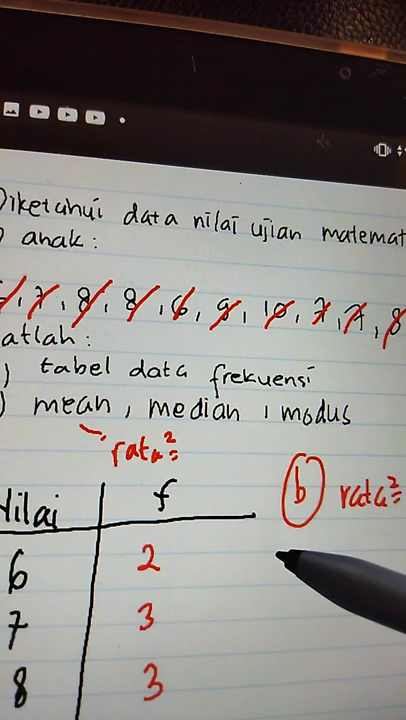 Diketahui data nilai ujian matemat
anak:
7, 8, 8, 6, 9, 10, 7, 7, 8
atlah:
) tabel data frekuensi
) mean, median, modus
rata²=
Nilai f
b rata²=
6 2
7 3
8 3